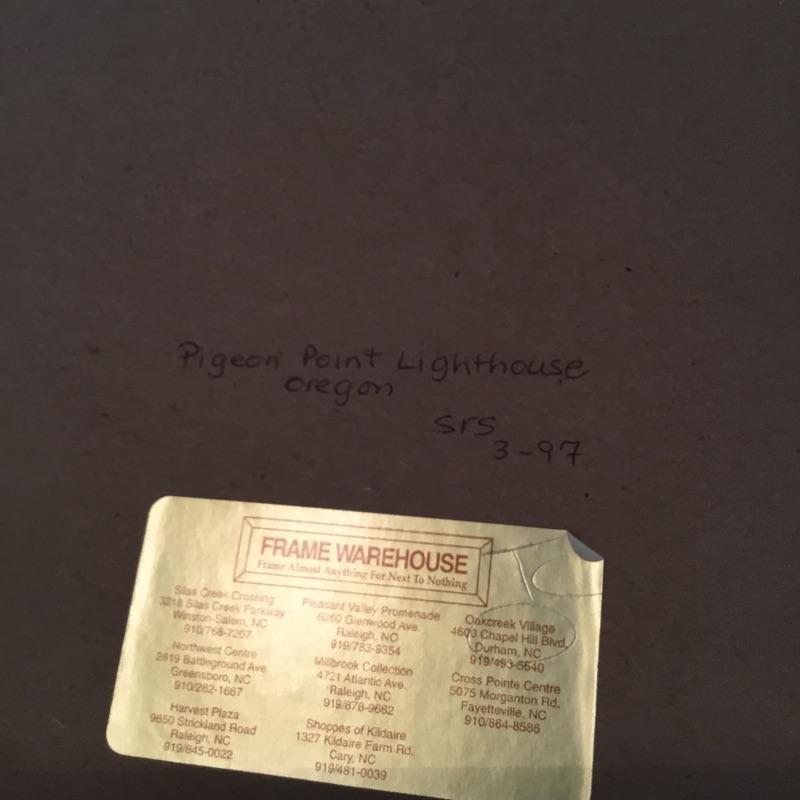 Pigeon Point Lighthouse
Oregon
SrS
3-97
FRAME WAREHOUSE
Frame Almost Anything For Next To Nothing
Silas Creek Crossing
3218 Silas Creek Parkway
Winston-Salem, NC
910/768-7207
Northwest Centre
2819 Battleground Ave.
Greensboro, NC
910/282-1687
Harvest Plaza
9650 Strickland Road
Raleigh, NC
919/845-0022
Pleasant Valley Promenade
6260 Glenwood Ave.
Raleigh, NC
919/783-9354
Millbrook Collection
4721 Atlantic Ave.
Raleigh, NC
919/878-9662
Shoppes of Kildaire
1327 Kildaire Farm Rd.
Cary, NC
919/481-0039
Oakcreek Village
4600 Chapel Hill Blvd.
Durham, NC
919/493-5540
Cross Pointe Centre
5075 Morganton Rd.
Fayetteville, NC
910/864-8586